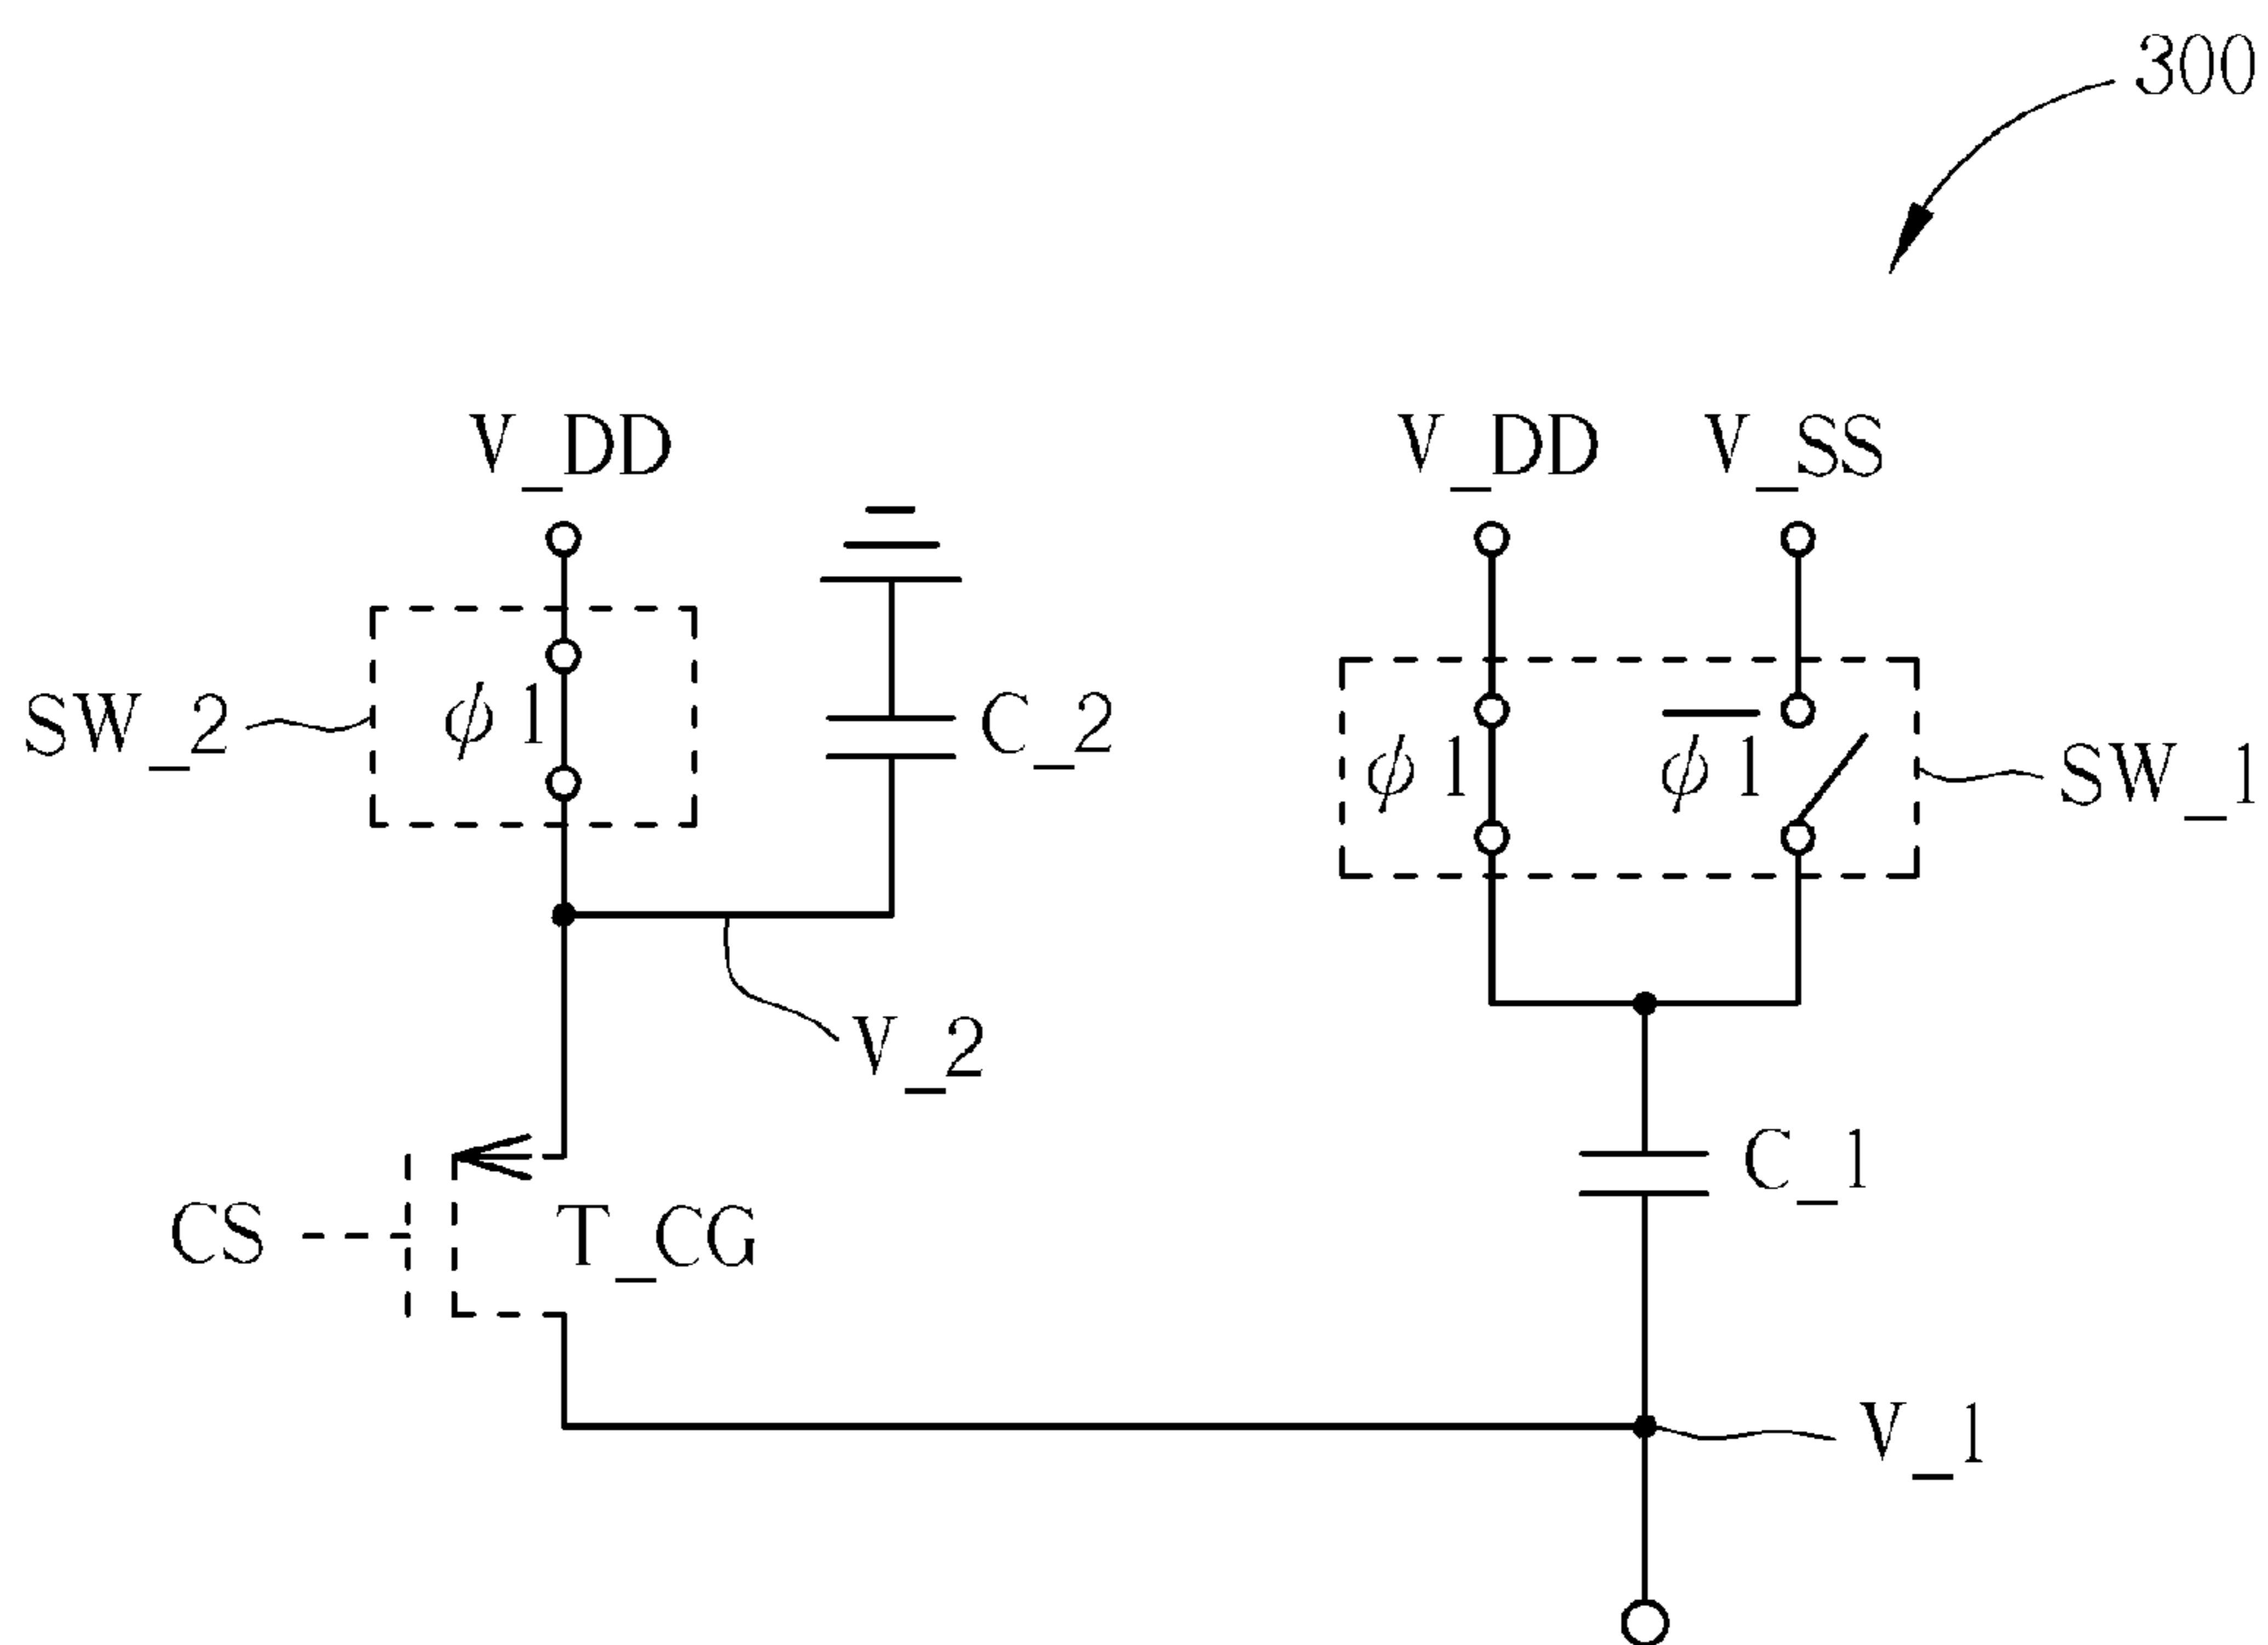 300
V_DD
V_DD
V_SS
SW_2
ϕ1
C_2
ϕ1
ϕ1̅
SW_1
V_2
C_1
CS
T_CG
V_1